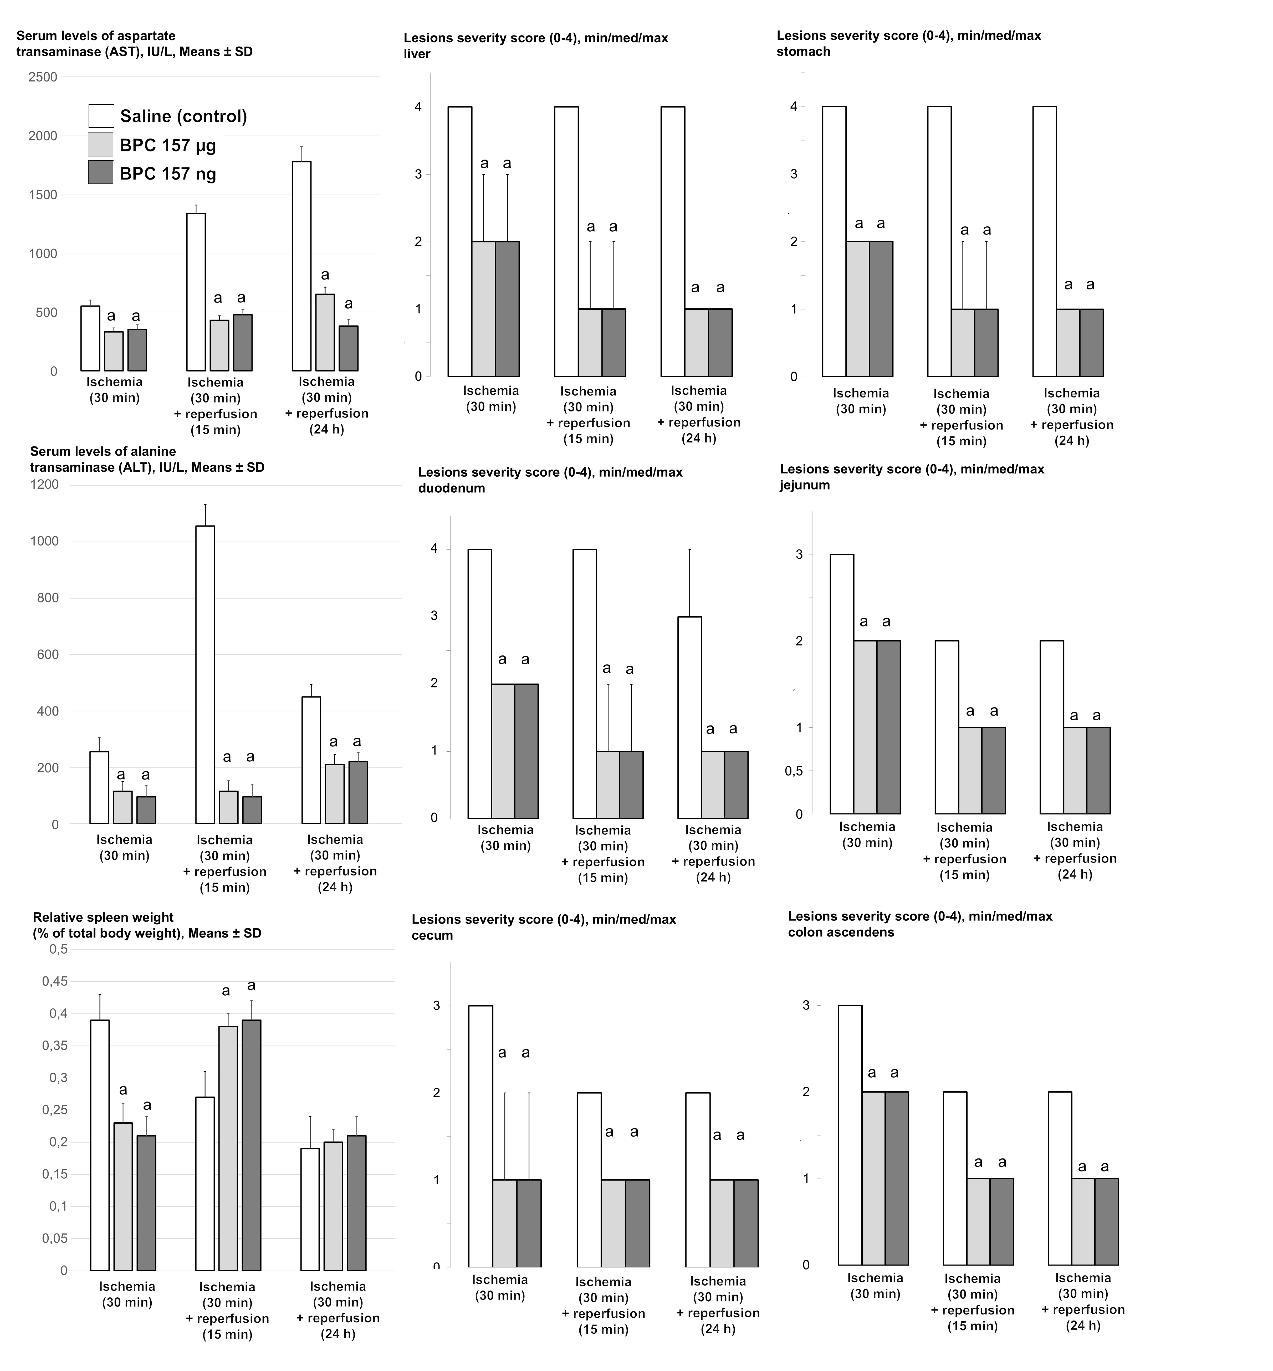 Serum levels of aspartate
transaminase (AST), IU/L, Means ± SD
2500
2000
1500
1000
500
0
Saline (control)
BPC 157 µg
BPC 157 ng
a a
a a
a
a
Ischemia
(30 min)
Ischemia
(30 min)
+ reperfusion
(15 min)
Ischemia
(30 min)
+ reperfusion
(24 h)
Lesions severity score (0-4), min/med/max
liver
4
3
2
1
0
a a
a a
a a
Ischemia
(30 min)
Ischemia
(30 min)
+ reperfusion
(15 min)
Ischemia
(30 min)
+ reperfusion
(24 h)
Lesions severity score (0-4), min/med/max
stomach
4
3
2
1
0
a a
a a
a a
Ischemia
(30 min)
Ischemia
(30 min)
+ reperfusion
(15 min)
Ischemia
(30 min)
+ reperfusion
(24 h)
Serum levels of alanine
transaminase (ALT), IU/L, Means ± SD
1200
1000
800
600
400
200
0
a a
a a
a a
Ischemia
(30 min)
Ischemia
(30 min)
+ reperfusion
(15 min)
Ischemia
(30 min)
+ reperfusion
(24 h)
Lesions severity score (0-4), min/med/max
duodenum
4
3
2
1
0
a a
a a
a a
Ischemia
(30 min)
Ischemia
(30 min)
+ reperfusion
(15 min)
Ischemia
(30 min)
+ reperfusion
(24 h)
Lesions severity score (0-4), min/med/max
jejunum
3
2
1
0,5
0
a a
a a
a a
Ischemia
(30 min)
Ischemia
(30 min)
+ reperfusion
(15 min)
Ischemia
(30 min)
+ reperfusion
(24 h)
Relative spleen weight
(% of total body weight), Means ± SD
0,5
0,45
0,4
0,35
0,3
0,25
0,2
0,15
0,1
0,05
0
a
a
a a
Ischemia
(30 min)
Ischemia
(30 min)
+ reperfusion
(15 min)
Ischemia
(30 min)
+ reperfusion
(24 h)
Lesions severity score (0-4), min/med/max
cecum
3
2
1
0
a a
a a
a a
Ischemia
(30 min)
Ischemia
(30 min)
+ reperfusion
(15 min)
Ischemia
(30 min)
+ reperfusion
(24 h)
Lesions severity score (0-4), min/med/max
colon ascendens
3
2
1
0
a a
a a
a a
Ischemia
(30 min)
Ischemia
(30 min)
+ reperfusion
(15 min)
Ischemia
(30 min)
+ reperfusion
(24 h)